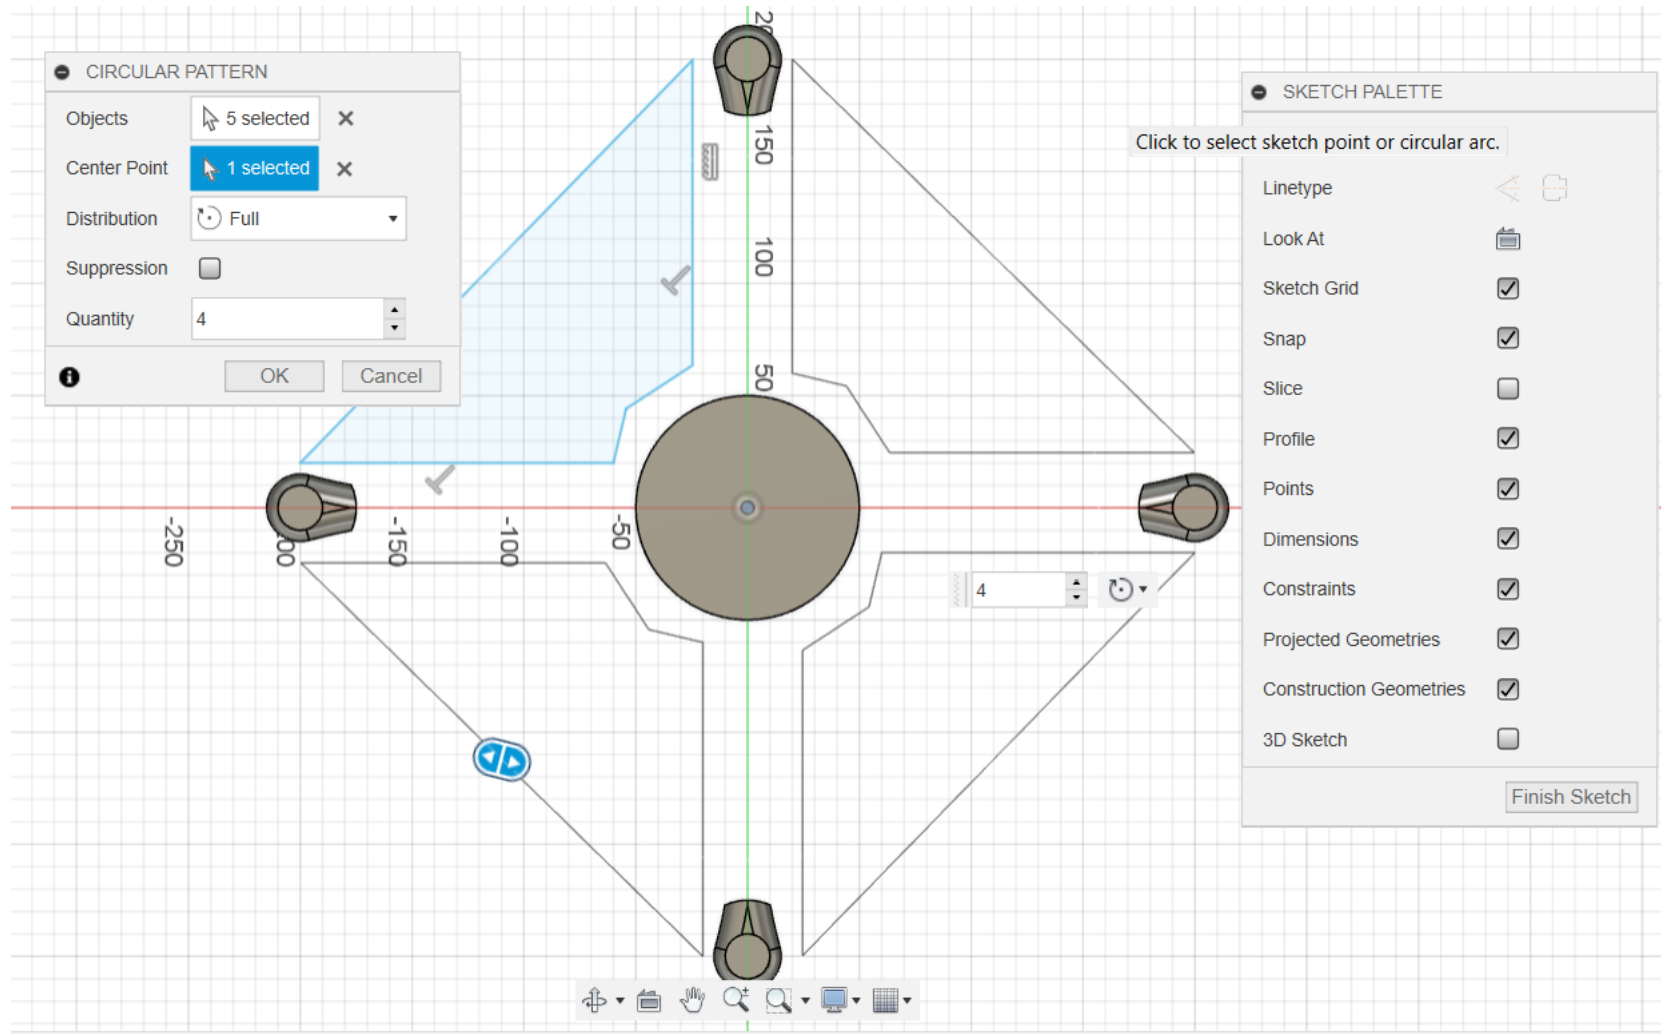 CIRCULAR PATTERN
Objects 5 selected
Center Point 1 selected
Distribution Full
Suppression
Quantity 4
OK Cancel
SKETCH PALETTE
Click to select sketch point or circular arc.
Linetype
Look At
Sketch Grid
Snap
Slice
Profile
Points
Dimensions
Constraints
Projected Geometries
Construction Geometries
3D Sketch
Finish Sketch
150
100
50
-250
-150
-100
-50
4